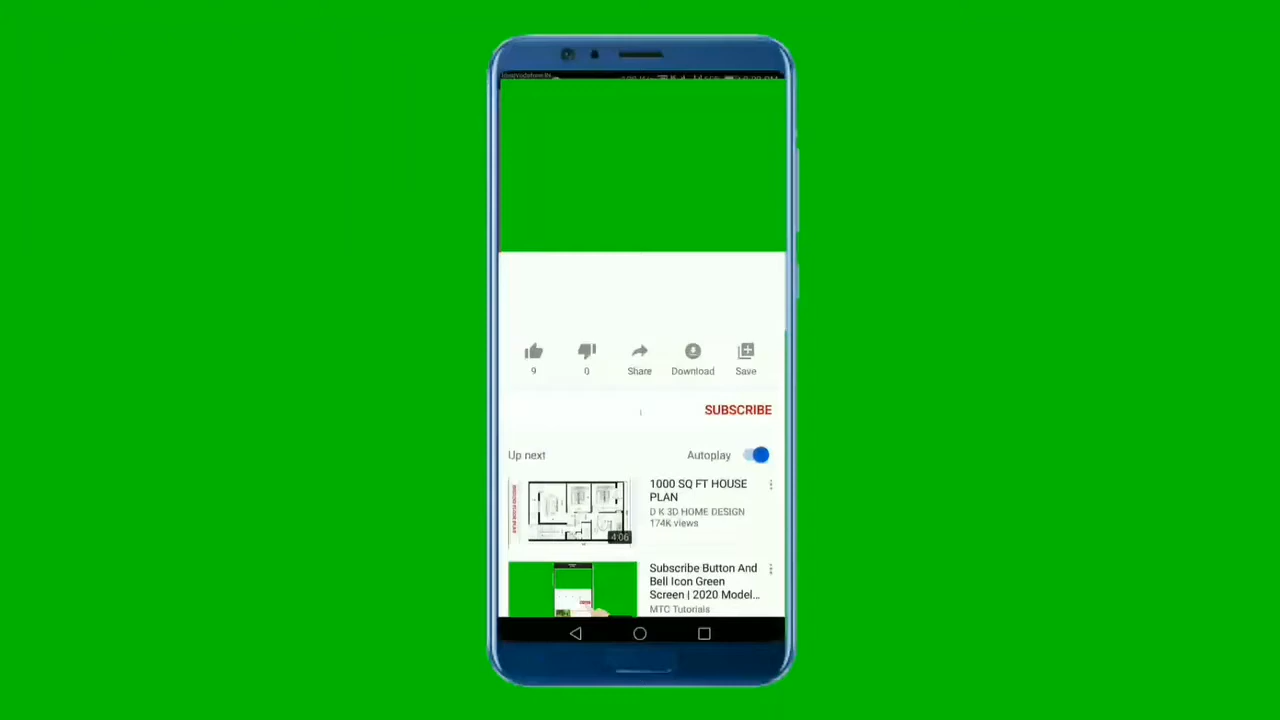 9
0
Share
Download
Save
SUBSCRIBE
Up next
Autoplay
1000 SQ FT HOUSE
PLAN
D K 3D HOME DESIGN
174K views
4:06
Subscribe Button And
Bell Icon Green
Screen | 2020 Model...
MTC Tutorials